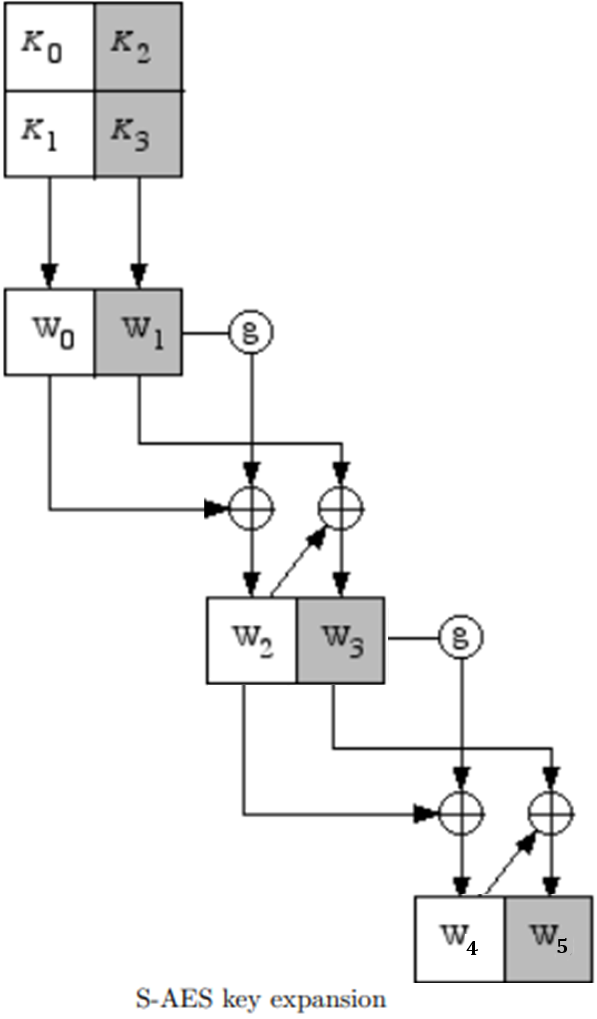 K0 K2
K1 K3
W0 W1 g
W2 W3 g
W4 W5
S-AES key expansion